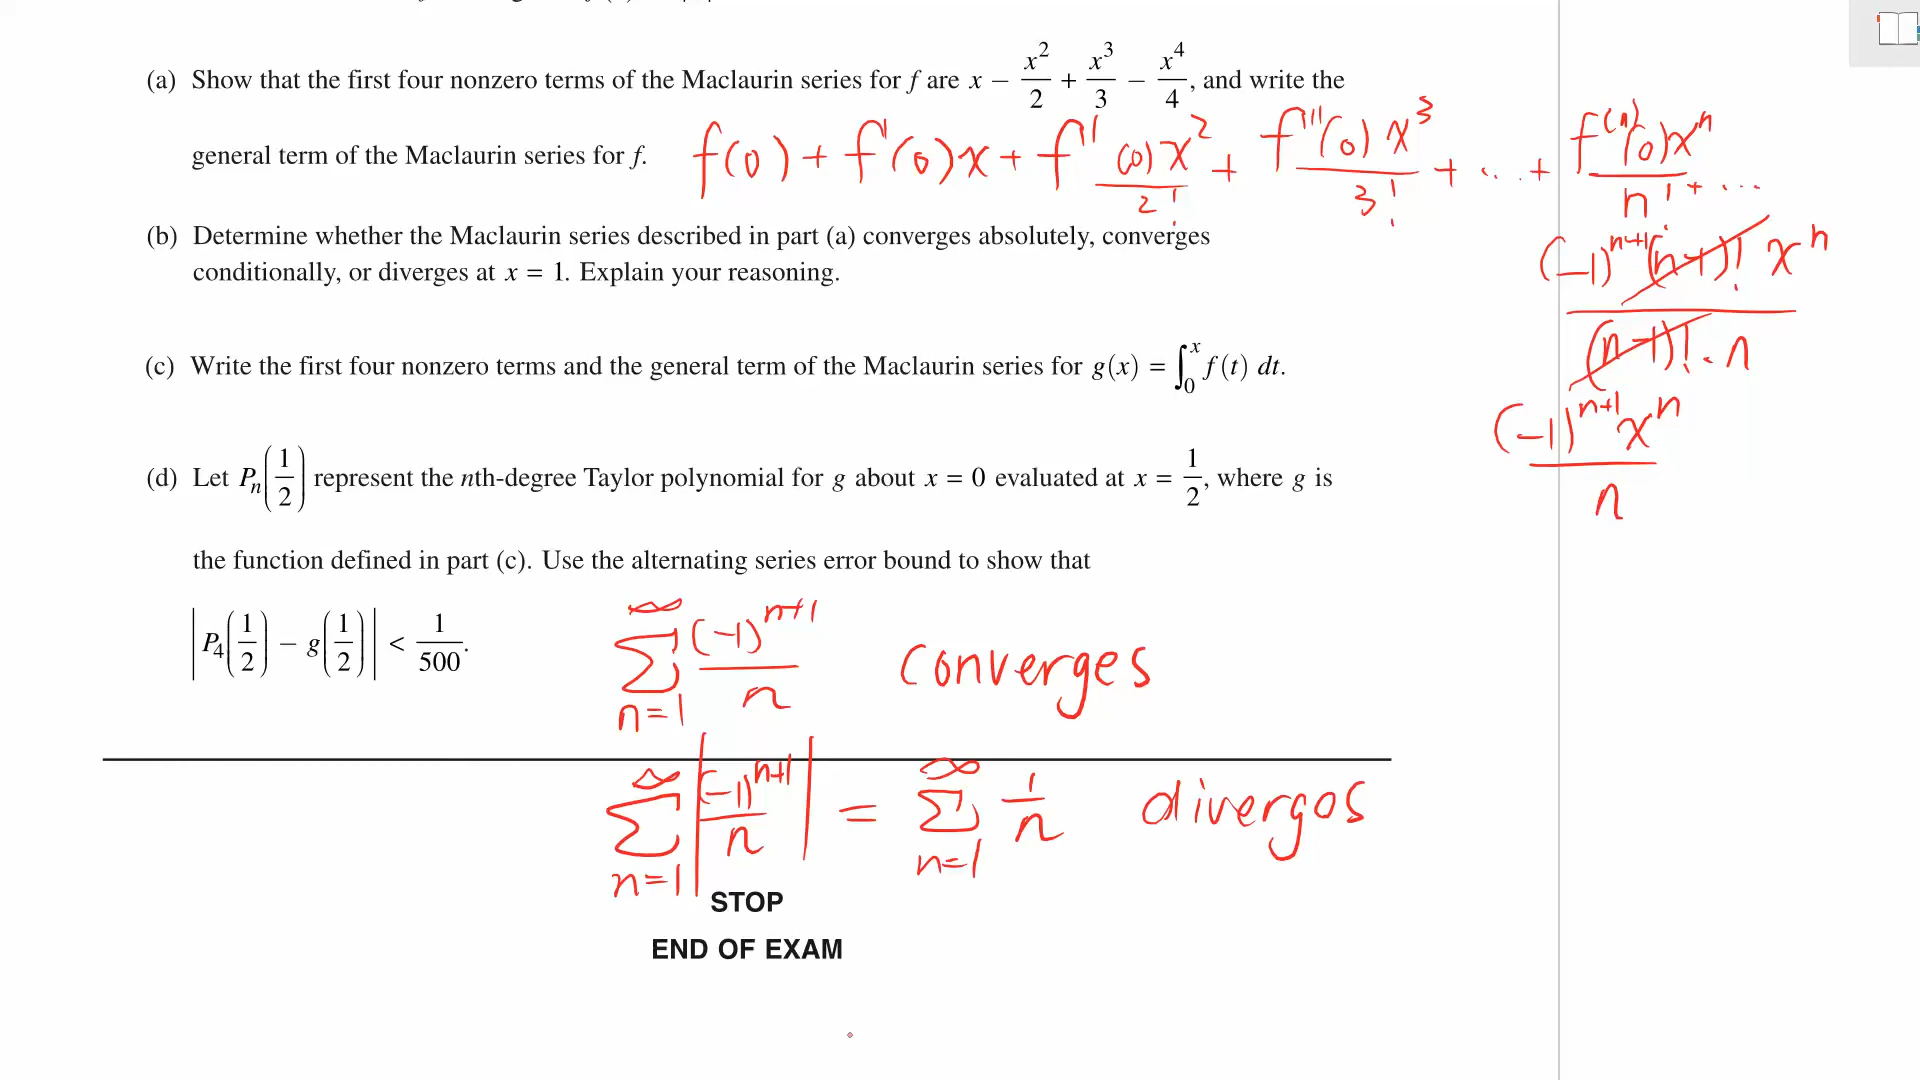 (a) Show that the first four nonzero terms of the Maclaurin series for f are x − x²/2 + x³/3 − x⁴/4, and write the
general term of the Maclaurin series for f.
f(0) + f'(0)x + f''(0)x²/2! + f'''(0)x³/3! + ... + f⁽ⁿ⁾(0)xⁿ/n! + ...
(b) Determine whether the Maclaurin series described in part (a) converges absolutely, converges
conditionally, or diverges at x = 1. Explain your reasoning.
(-1)ⁿ⁺¹(n-1)! xⁿ / (n-1)!·n
(c) Write the first four nonzero terms and the general term of the Maclaurin series for g(x) = ∫₀ˣ f(t) dt.
(-1)ⁿ⁺¹xⁿ / n
(d) Let Pₙ(1/2) represent the nth-degree Taylor polynomial for g about x = 0 evaluated at x = 1/2, where g is
the function defined in part (c). Use the alternating series error bound to show that
|P₄(1/2) − g(1/2)| < 1/500.
∞ Σ n=1 (-1)ⁿ⁺¹/n converges
∞ Σ n=1 |(-1)ⁿ⁺¹/n| = ∞ Σ n=1 1/n diverges
STOP
END OF EXAM